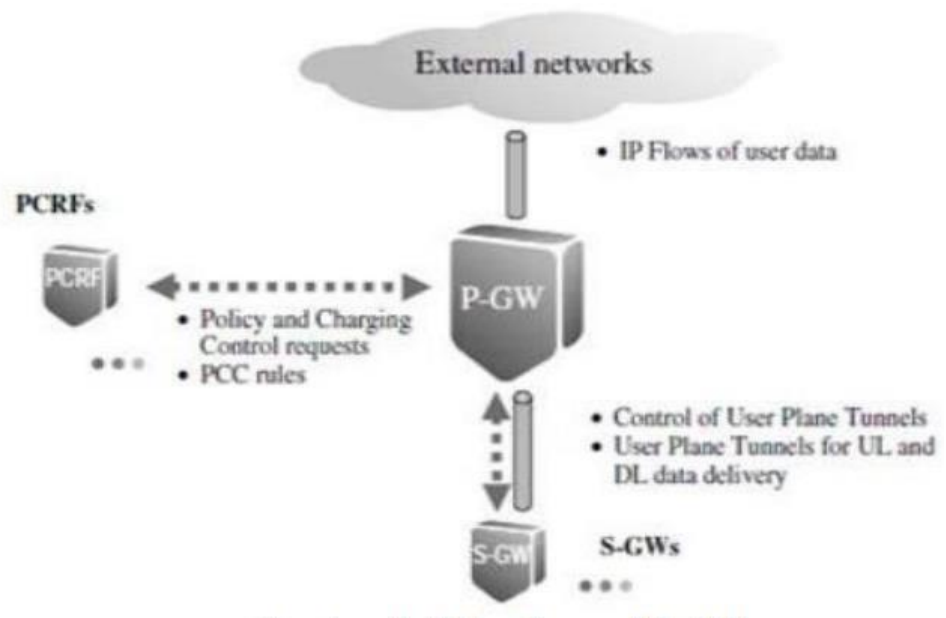 External networks
• IP Flows of user data
PCRFs
PCRF
P-GW
• Policy and Charging
Control requests
• PCC rules
• Control of User Plane Tunnels
• User Plane Tunnels for UL and
DL data delivery
S-GW
S-GWs